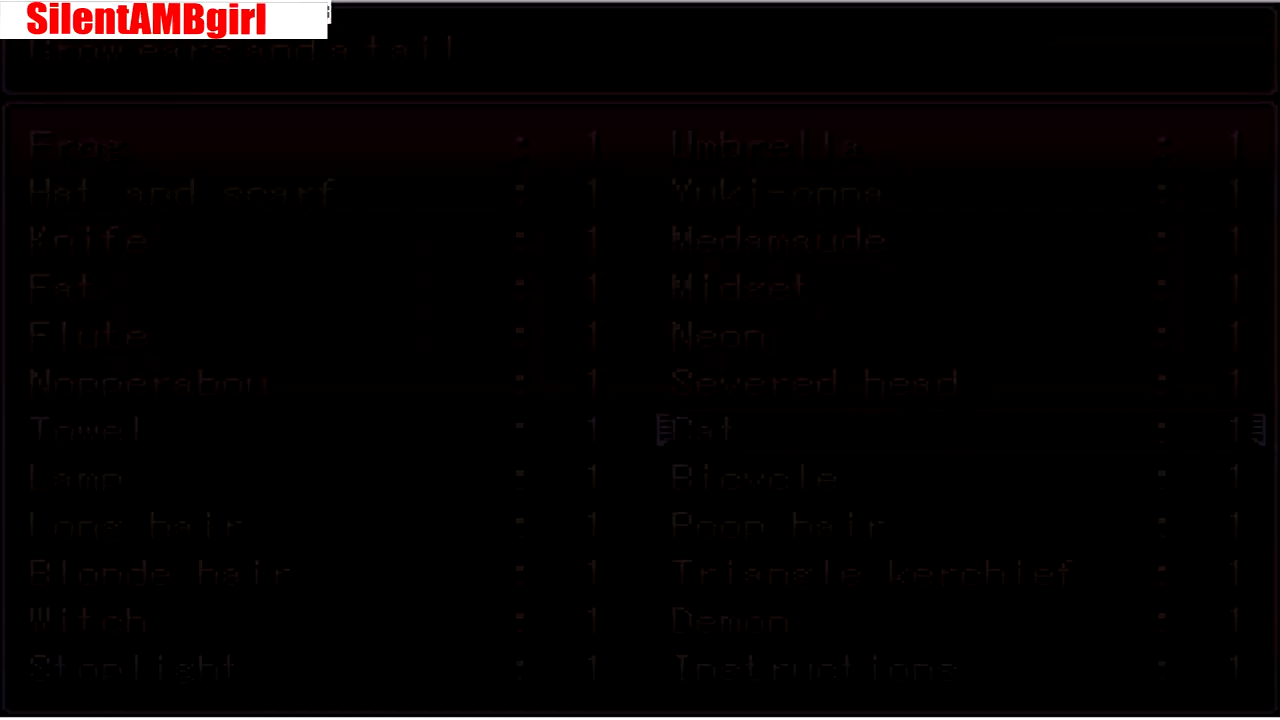 SilentAMBgirl
Grow ears and a tail
Frog : 1 Umbrella : 1
Hat and scarf : 1 Yuki-onna : 1
Knife : 1 Medamaude : 1
Fat : 1 Midget : 1
Flute : 1 Neon : 1
Nopperabou : 1 Severed head : 1
Towel : 1 Cat : 1
Lamp : 1 Bicycle : 1
Long hair : 1 Poop hair : 1
Blonde hair : 1 Triangle kerchief : 1
Witch : 1 Demon : 1
Stoplight : 1 Instructions : 1